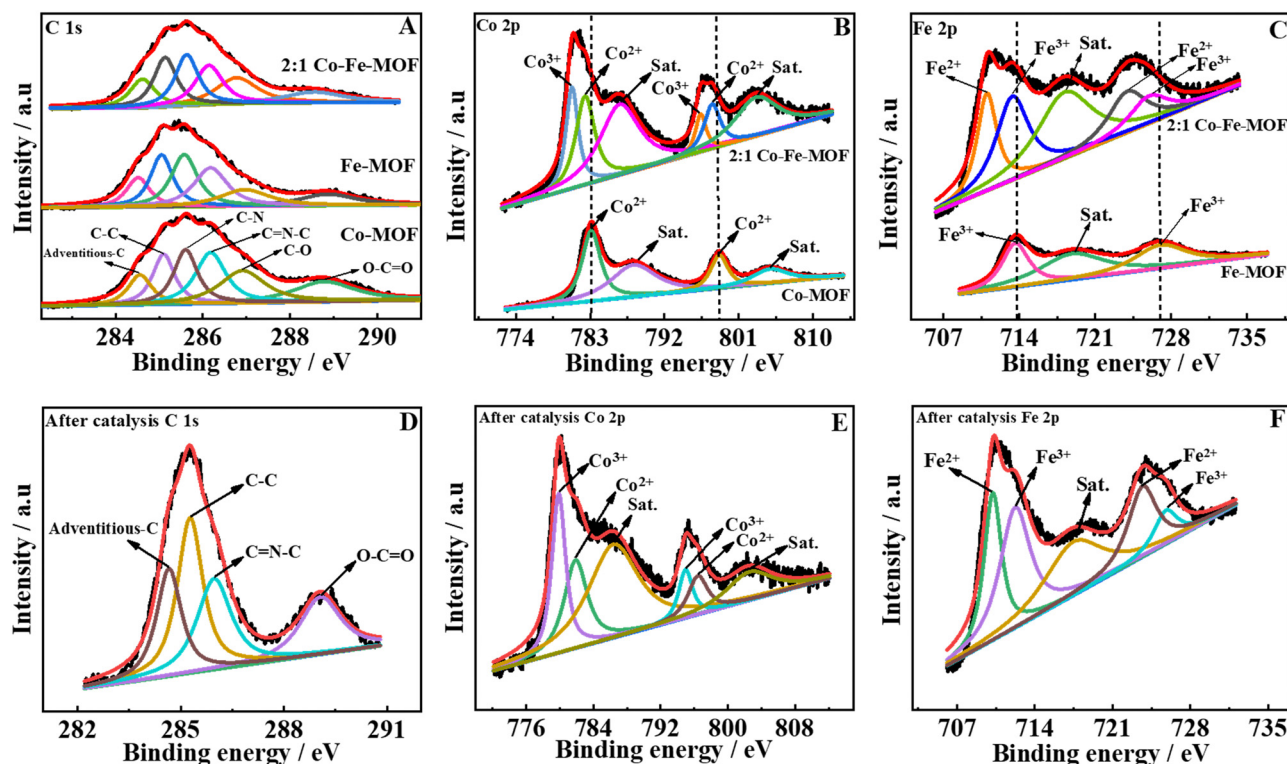 C 1s
A
2:1 Co-Fe-MOF
Fe-MOF
Co-MOF
C-N
C-C
C=N-C
C-O
Adventitious-C
O-C=O
Intensity / a.u
284 286 288 290
Binding energy / eV
Co 2p
B
Co³⁺
Co²⁺
Sat.
Co³⁺
Co²⁺
Sat.
2:1 Co-Fe-MOF
Co²⁺
Sat.
Co²⁺
Sat.
Co-MOF
Intensity / a.u
774 783 792 801 810
Binding energy / eV
Fe 2p
C
Fe²⁺
Fe³⁺
Sat.
Fe²⁺
Fe³⁺
2:1 Co-Fe-MOF
Fe³⁺
Sat.
Fe³⁺
Fe-MOF
Intensity / a.u
707 714 721 728 735
Binding energy / eV
After catalysis C 1s
D
C-C
Adventitious-C
C=N-C
O-C=O
Intensity / a.u
282 285 288 291
Binding energy / eV
After catalysis Co 2p
E
Co³⁺
Co²⁺
Sat.
Co³⁺
Co²⁺
Sat.
Intensity / a.u
776 784 792 800 808
Binding energy / eV
After catalysis Fe 2p
F
Fe²⁺
Fe³⁺
Sat.
Fe²⁺
Fe³⁺
Intensity / a.u
707 714 721 728 735
Binding energy / eV